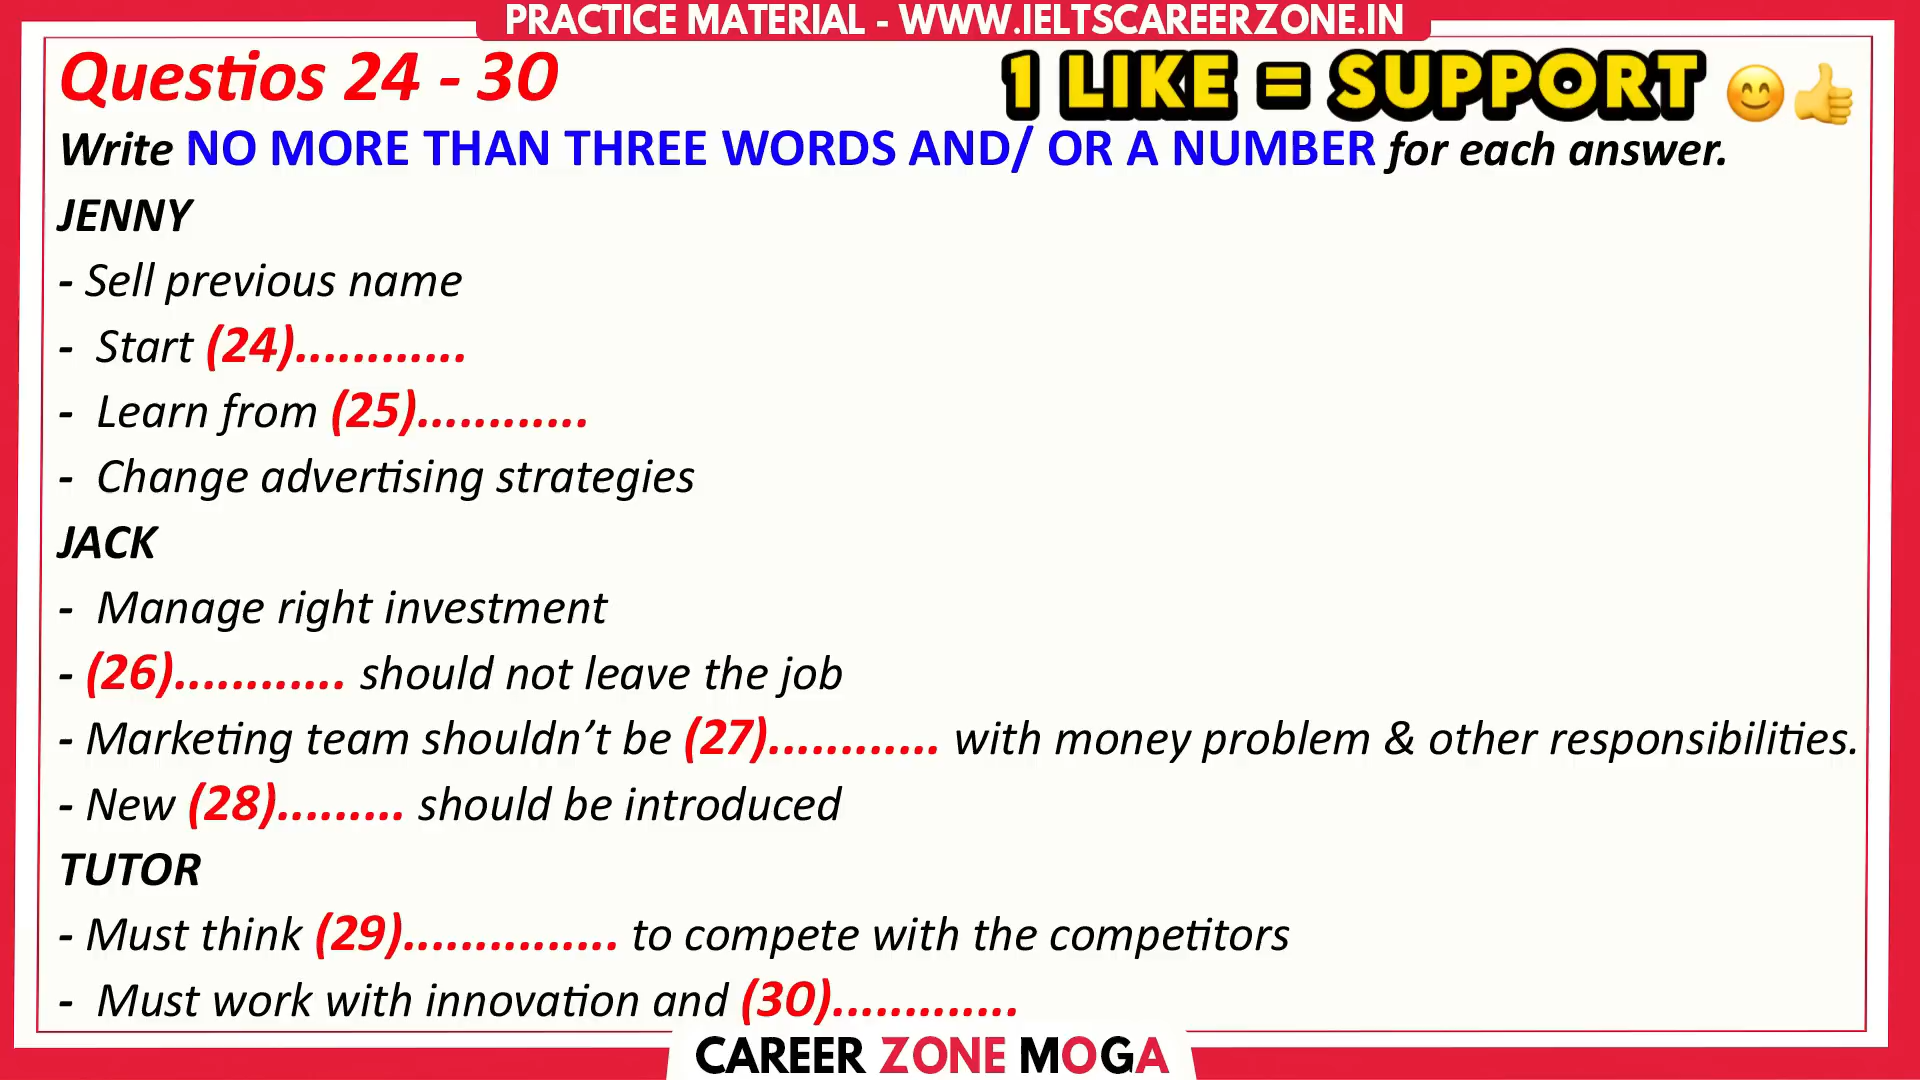 PRACTICE MATERIAL - WWW.IELTSCAREERZONE.IN
Questios 24 - 30
1 LIKE = SUPPORT 😊👍
Write NO MORE THAN THREE WORDS AND/ OR A NUMBER for each answer.
JENNY
- Sell previous name
- Start (24)............
- Learn from (25)............
- Change advertising strategies
JACK
- Manage right investment
- (26)............ should not leave the job
- Marketing team shouldn’t be (27)............ with money problem & other responsibilities.
- New (28)......... should be introduced
TUTOR
- Must think (29)............... to compete with the competitors
- Must work with innovation and (30).............
CAREER ZONE MOGA